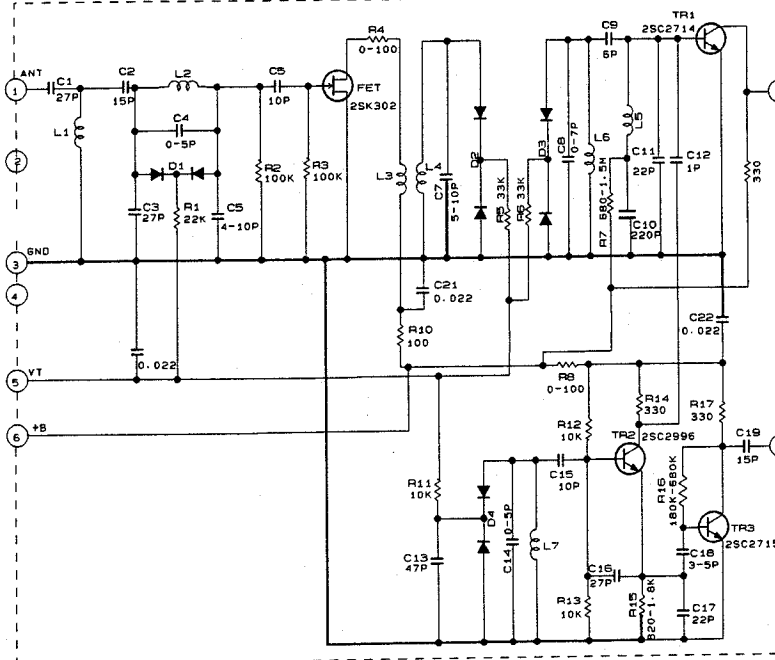 TR1
2SC2714
R4
0-100
C9
6P
ANT
1
C1
27P
C2
15P
L2
C5
10P
FET
2SK302
L1
C4
0-5P
D1
2
R2
100K
R3
100K
L3
L4
C7
5-10P
D2
R5 33K
R6 33K
D3
C8
0-7P
L6
L5
R7
680-1.5M
C11
22P
C12
1P
330
C3
27P
R1
22K
C5
4-10P
C10
220P
3
GND
4
C21
0.022
C22
0.022
R10
100
0.022
5
VT
R8
0-100
6
+B
R14
330
R17
330
R12
10K
TR2
2SC2996
C19
15P
C15
10P
R11
10K
R16
180K-680K
D4
C14
0-5P
L7
TR3
2SC2715
C13
47P
C16
27P
C18
3-5P
R13
10K
R15
820-1.8K
C17
22P